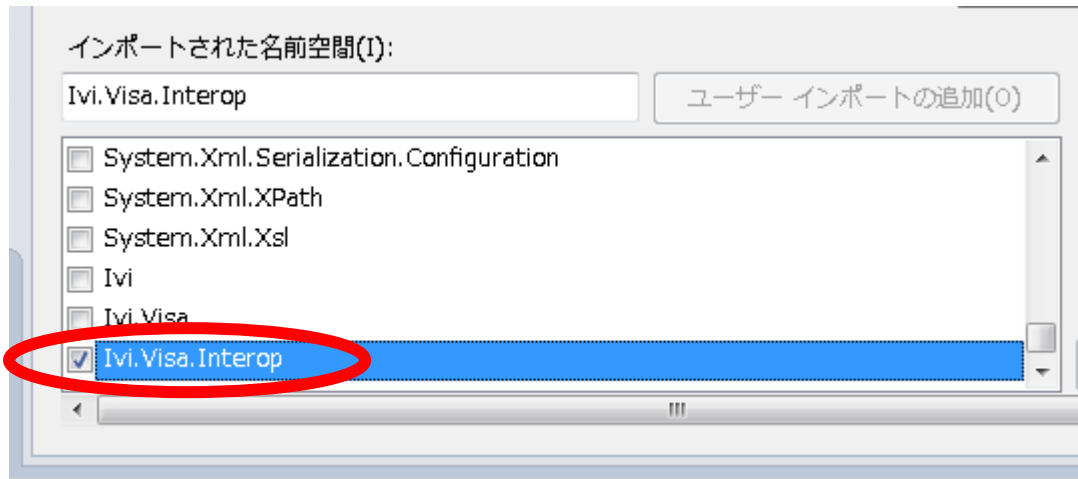 インポートされた名前空間(I):
Ivi.Visa.Interop
ユーザー インポートの追加(O)
System.Xml.Serialization.Configuration
System.Xml.XPath
System.Xml.Xsl
Ivi
Ivi.Visa
Ivi.Visa.Interop